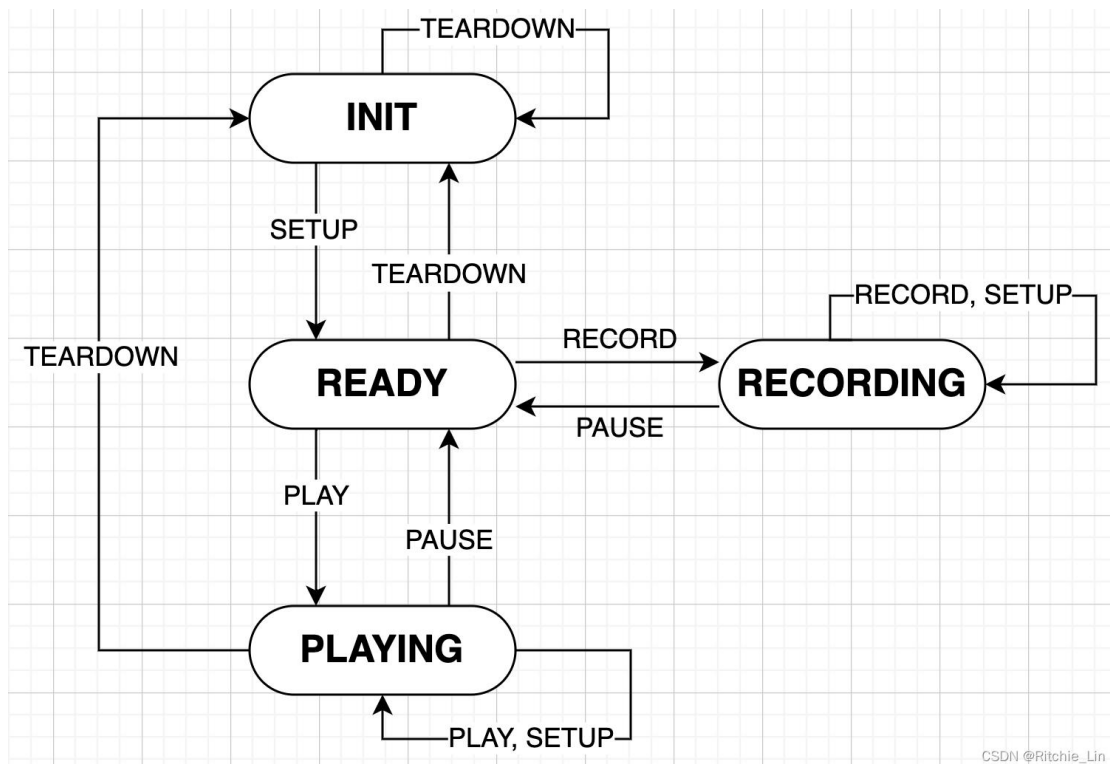 TEARDOWN
INIT
SETUP
TEARDOWN
RECORD, SETUP
RECORD
TEARDOWN
READY
RECORDING
PAUSE
PLAY
PAUSE
PLAYING
PLAY, SETUP
CSDN @Ritchie_Lin